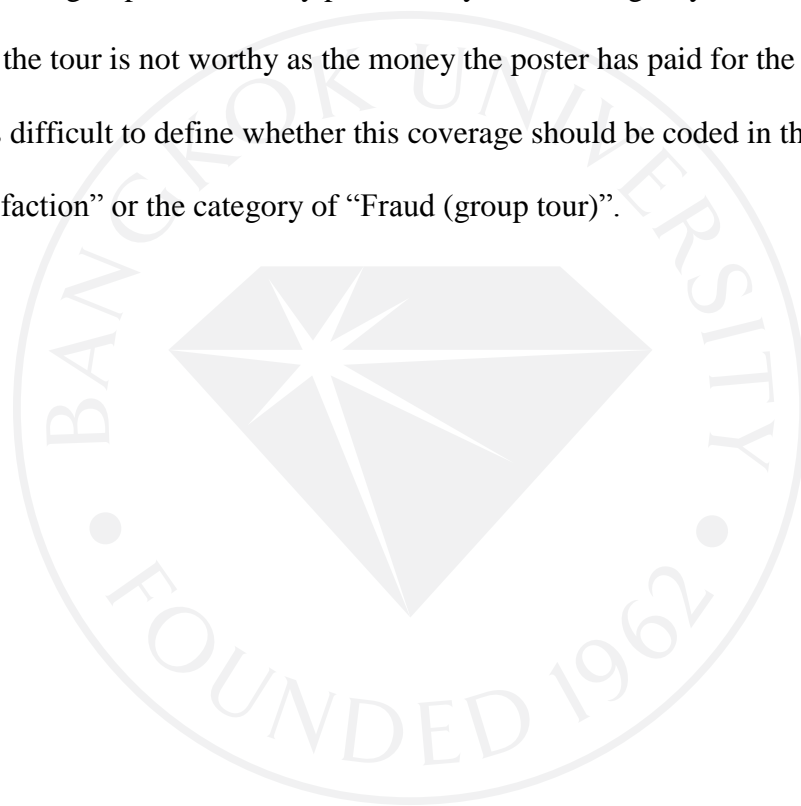 the tour is not worthy as the money the poster has paid for the
difficult to define whether this coverage should be coded in th
faction” or the category of “Fraud (group tour)”.
BANGKOK UNIVERSITY
FOUNDED 1962